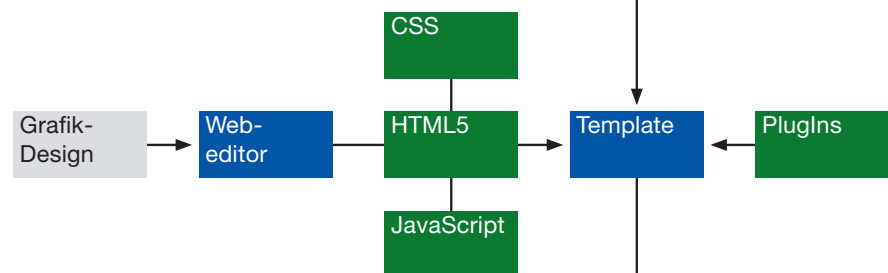 CSS
Grafik-
Design
Web-
editor
HTML5
Template
PlugIns
JavaScript